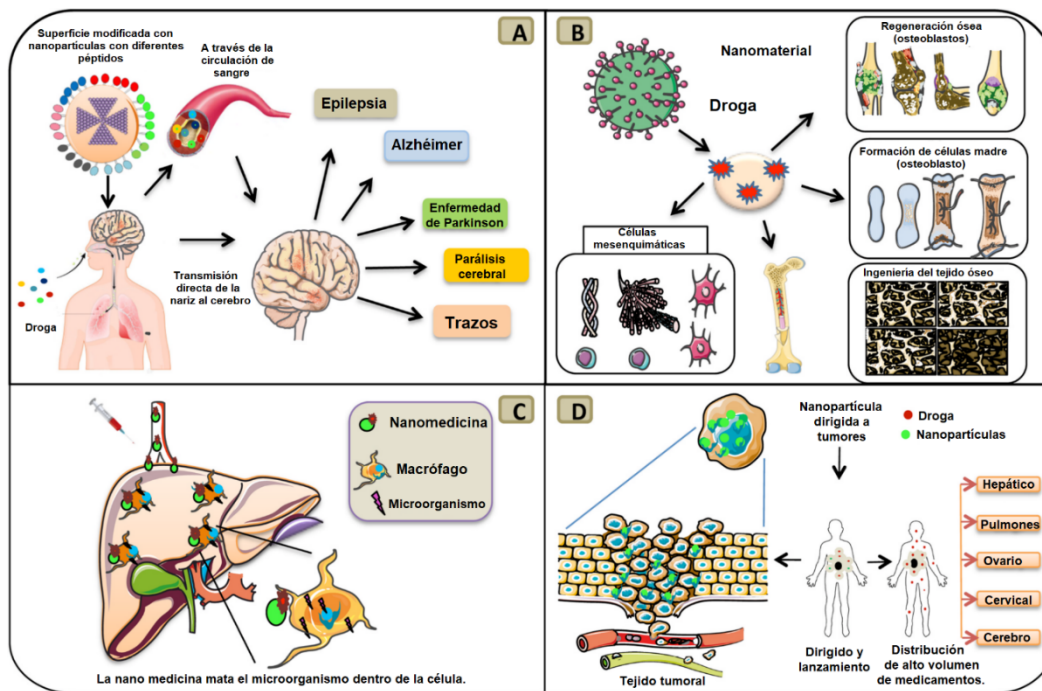 A
Superficie modificada con
nanoparticulas con diferentes
péptidos
A través de la
circulación de
sangre
Epilepsia
Alzhéimer
Enfermedad
de Parkinson
Parálisis
cerebral
Trazos
Transmisión
directa de la
nariz al cerebro
Droga
B
Nanomaterial
Droga
Regeneración ósea
(osteoblastos)
Formación de células madre
(osteoblasto)
Células
mesenquimáticas
Ingenieria del tejido óseo
C
Nanomedicina
Macrófago
Microorganismo
La nano medicina mata el microorganismo dentro de la célula.
D
Nanopartícula
dirigida a
tumores
Droga
Nanopartículas
Hepático
Pulmones
Ovario
Cervical
Cerebro
Dirigido y
lanzamiento
Distribución
de alto volumen
de medicamentos.
Tejido tumoral